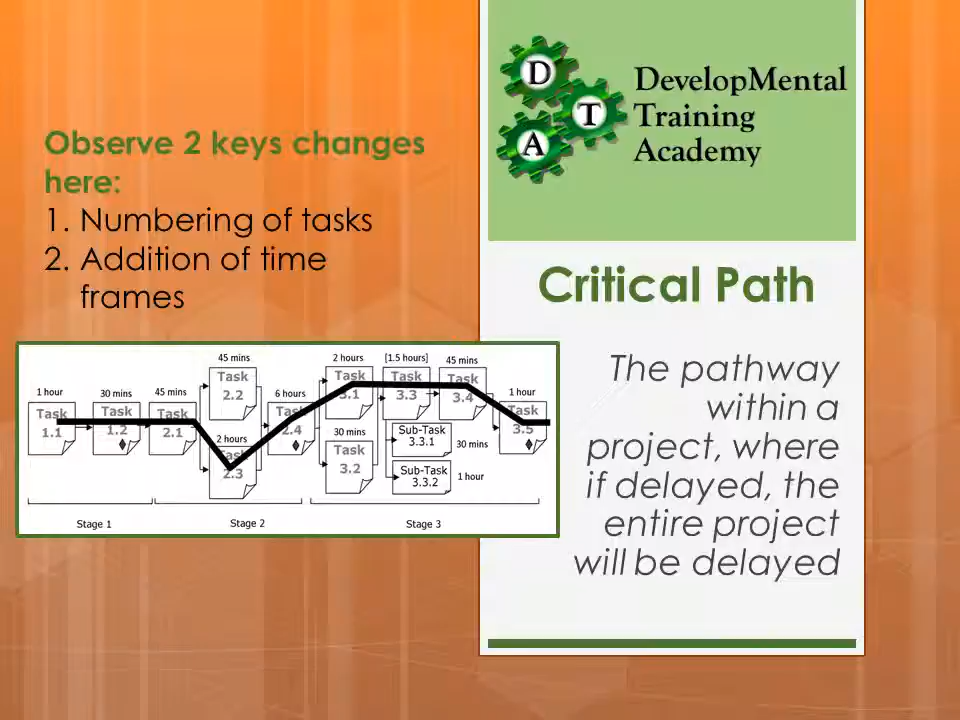 Observe 2 keys changes
here:
1. Numbering of tasks
2. Addition of time
frames
D
T
A
DevelopMental
Training
Academy
Critical Path
The pathway
within a
project, where
if delayed, the
entire project
will be delayed
1 hour
Task
1.1
30 mins
Task
1.2
45 mins
Task
2.1
45 mins
Task
2.2
2 hours
Task
2.3
6 hours
Task
2.4
2 hours
Task
3.1
30 mins
Task
3.2
[1.5 hours]
Task
3.3
Sub-Task
3.3.1
30 mins
Sub-Task
3.3.2
1 hour
45 mins
Task
3.4
1 hour
Task
3.5
Stage 1
Stage 2
Stage 3